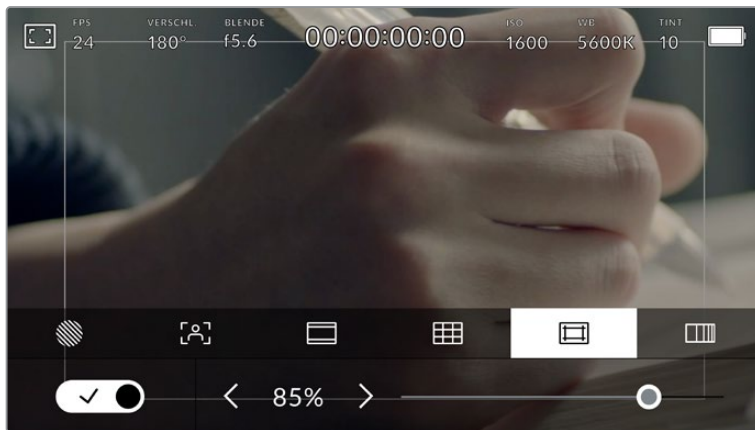 FPS VERSCHL. BLENDE ISO WB TINT
24 180° f5.6 00:00:00:00 1600 5600K 10
85%